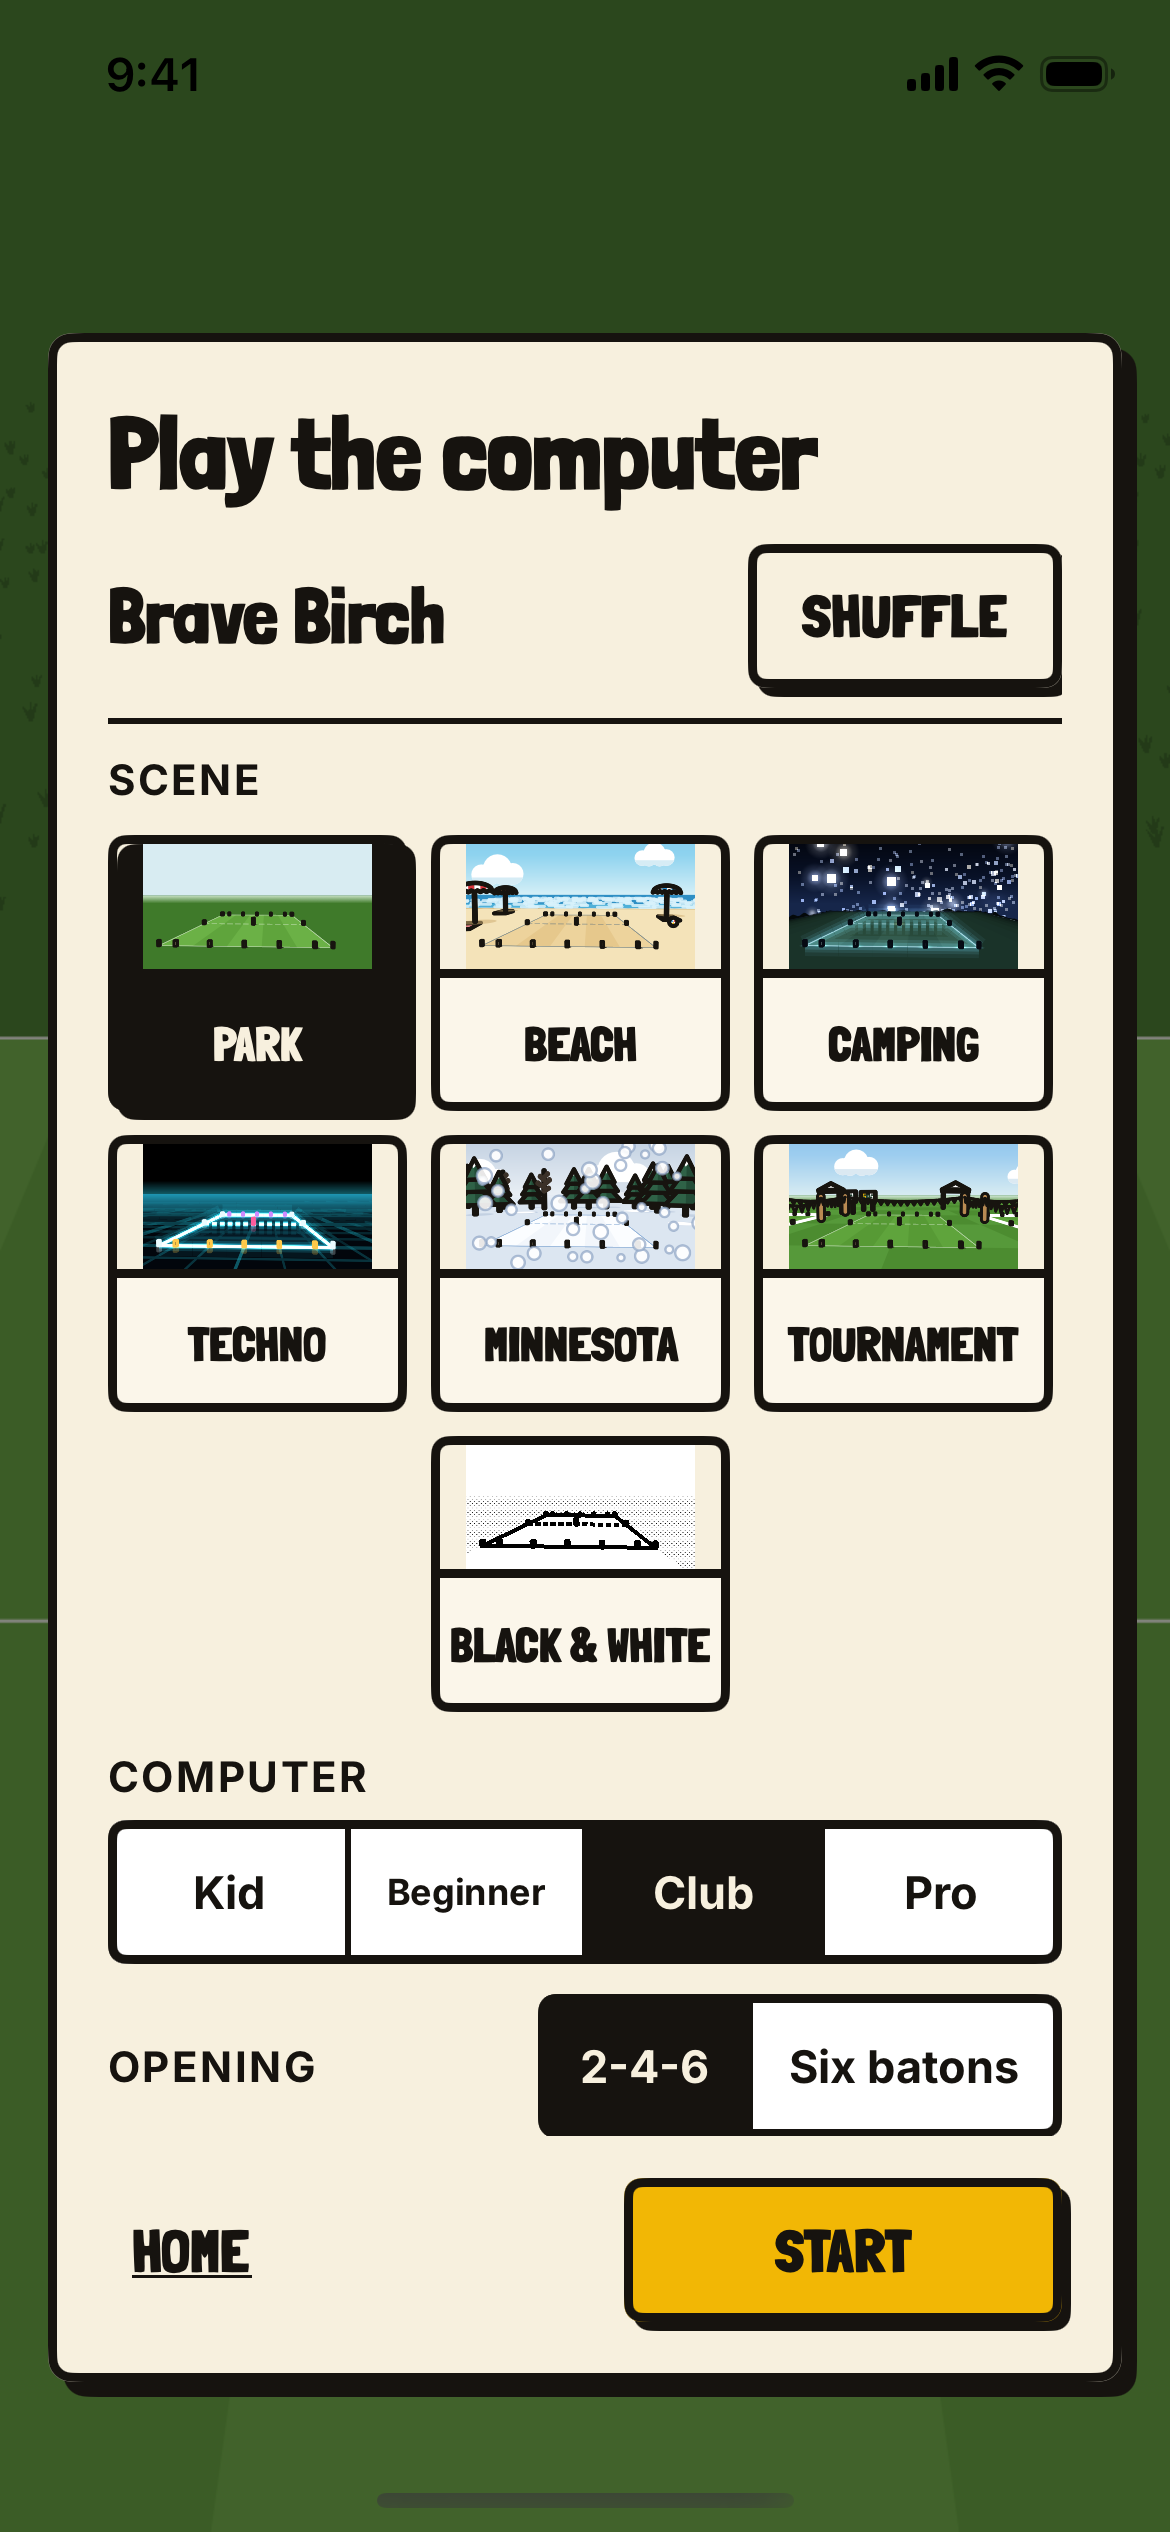 9:41
Play the computer
Brave Birch
SHUFFLE
SCENE
PARK
BEACH
CAMPING
TECHNO
MINNESOTA
TOURNAMENT
BLACK & WHITE
COMPUTER
Kid
Beginner
Club
Pro
OPENING
2-4-6
Six batons
HOME
START